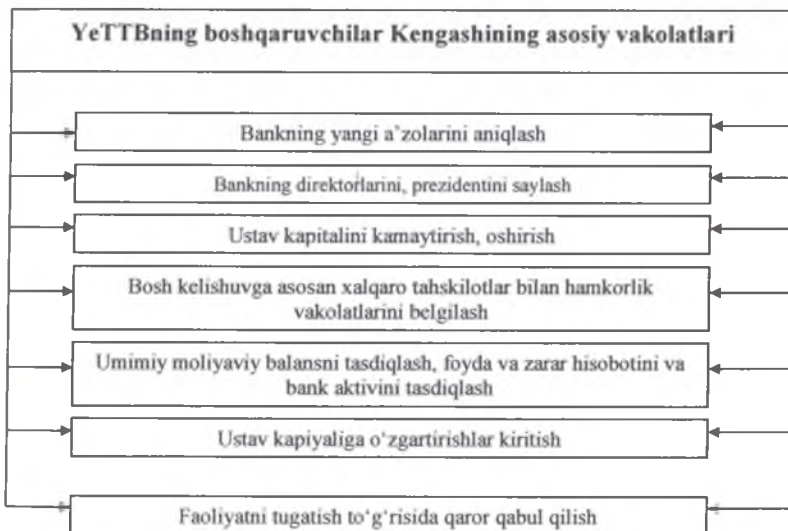 YeTTBning boshqaruvchilar Kengashining asosiy vakolatlari
Bankning yangi a’zolarini aniqlash
Bankning direktorlarini, prezidentini saylash
Ustav kapitalini kamaytirish, oshirish
Bosh kelishuvga asosan xalqaro tahskilotlar bilan hamkorlik
vakolatlarini belgilash
Umimiy moliyaviy balansni tasdiqlash, foyda va zarar hisobotini va
bank aktivini tasdiqlash
Ustav kapiyaliga o‘zgartirishlar kiritish
Faoliyatni tugatish to‘g‘risida qaror qabul qilish